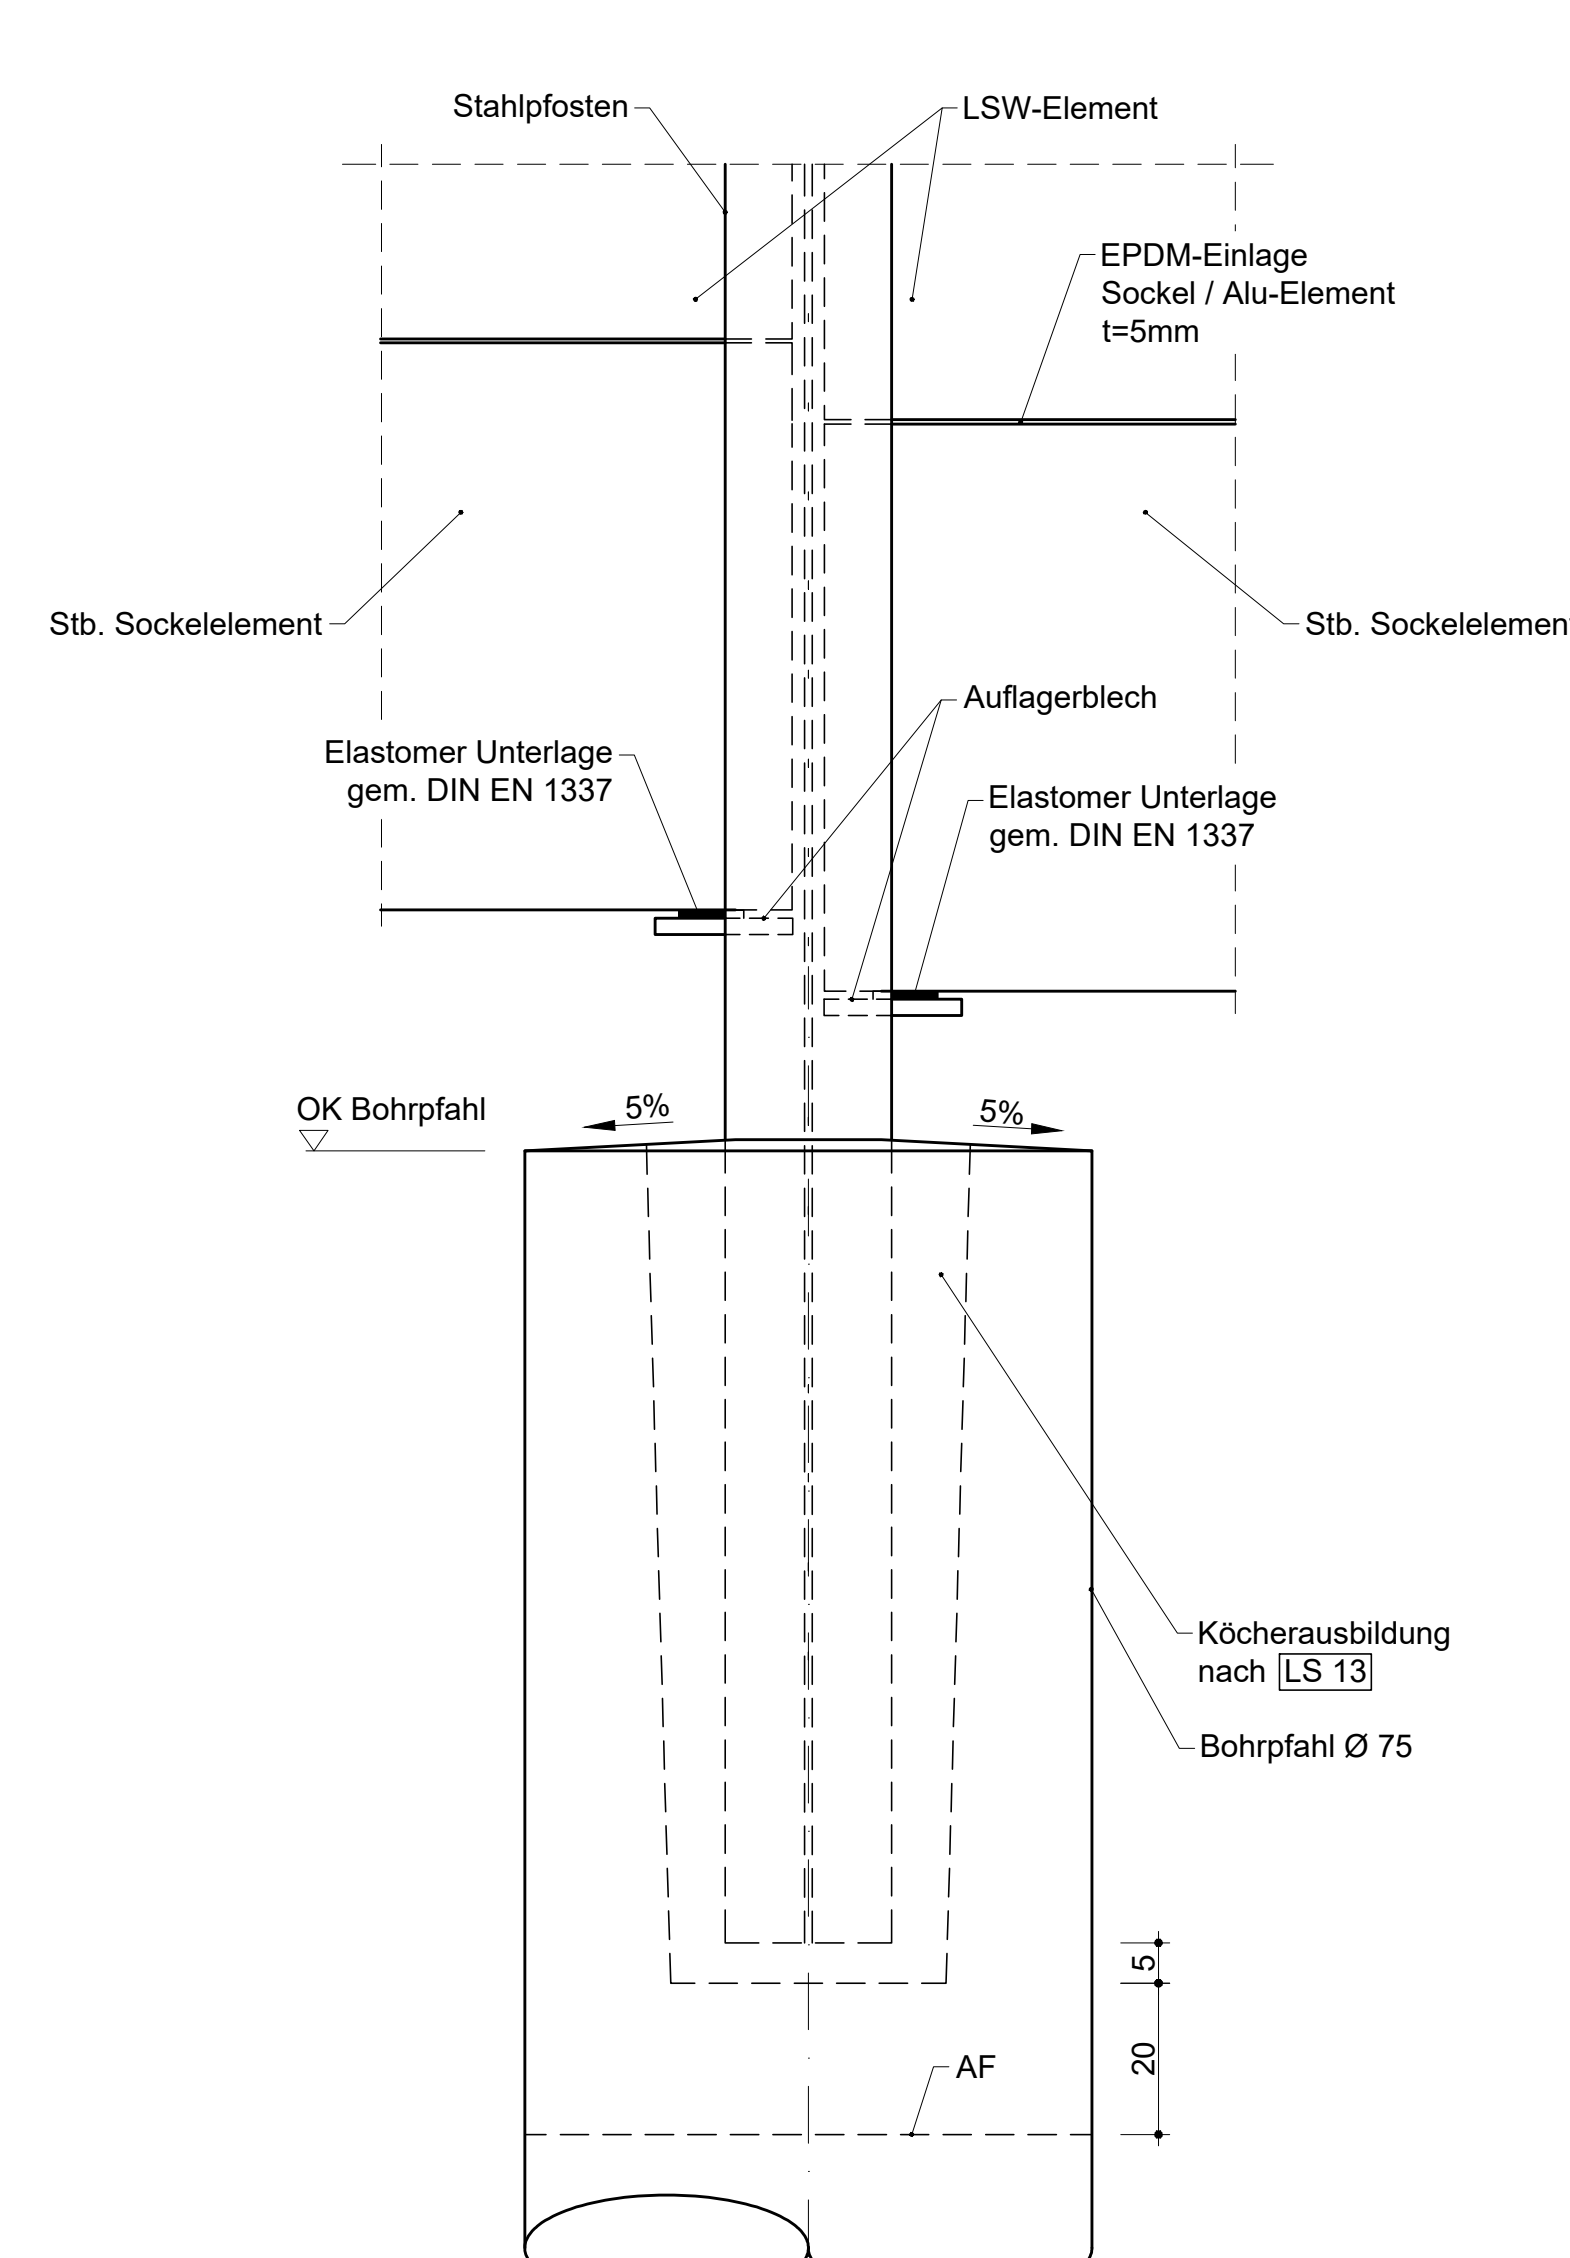 Stahlpfosten
LSW-Element
EPDM-Einlage
Sockel / Alu-Element
t=5mm
Stb. Sockelelement
Stb. Sockelelement
Auflagerblech
Elastomer Unterlage
gem. DIN EN 1337
Elastomer Unterlage
gem. DIN EN 1337
OK Bohrpfahl
5%
5%
Köcherausbildung
nach LS 13
Bohrpfahl Ø 75
5
20
AF